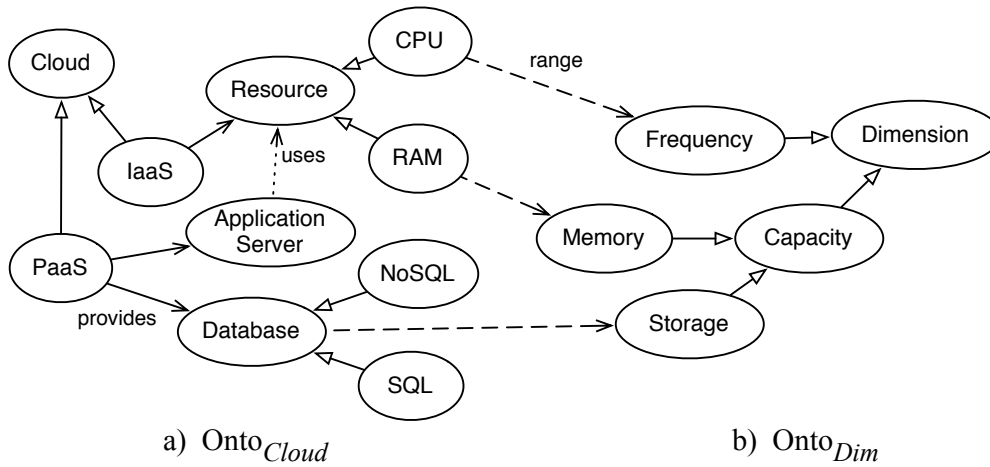 CPU
Cloud
range
Resource
Frequency
Dimension
IaaS
uses
RAM
Application
Server
Memory
Capacity
PaaS
NoSQL
provides
Database
Storage
SQL
a) Onto_Cloud
b) Onto_Dim